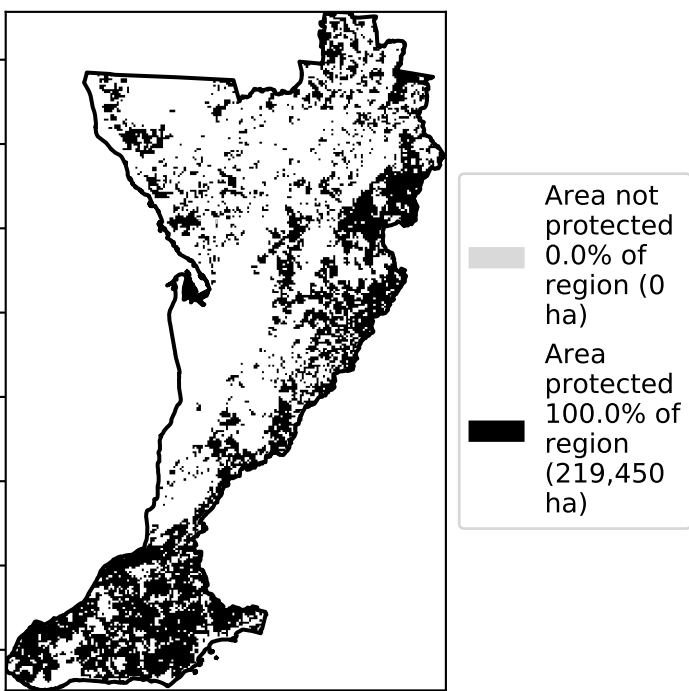 Area not
protected
0.0% of
region (0
ha)
Area
protected
100.0% of
region
(219,450
ha)